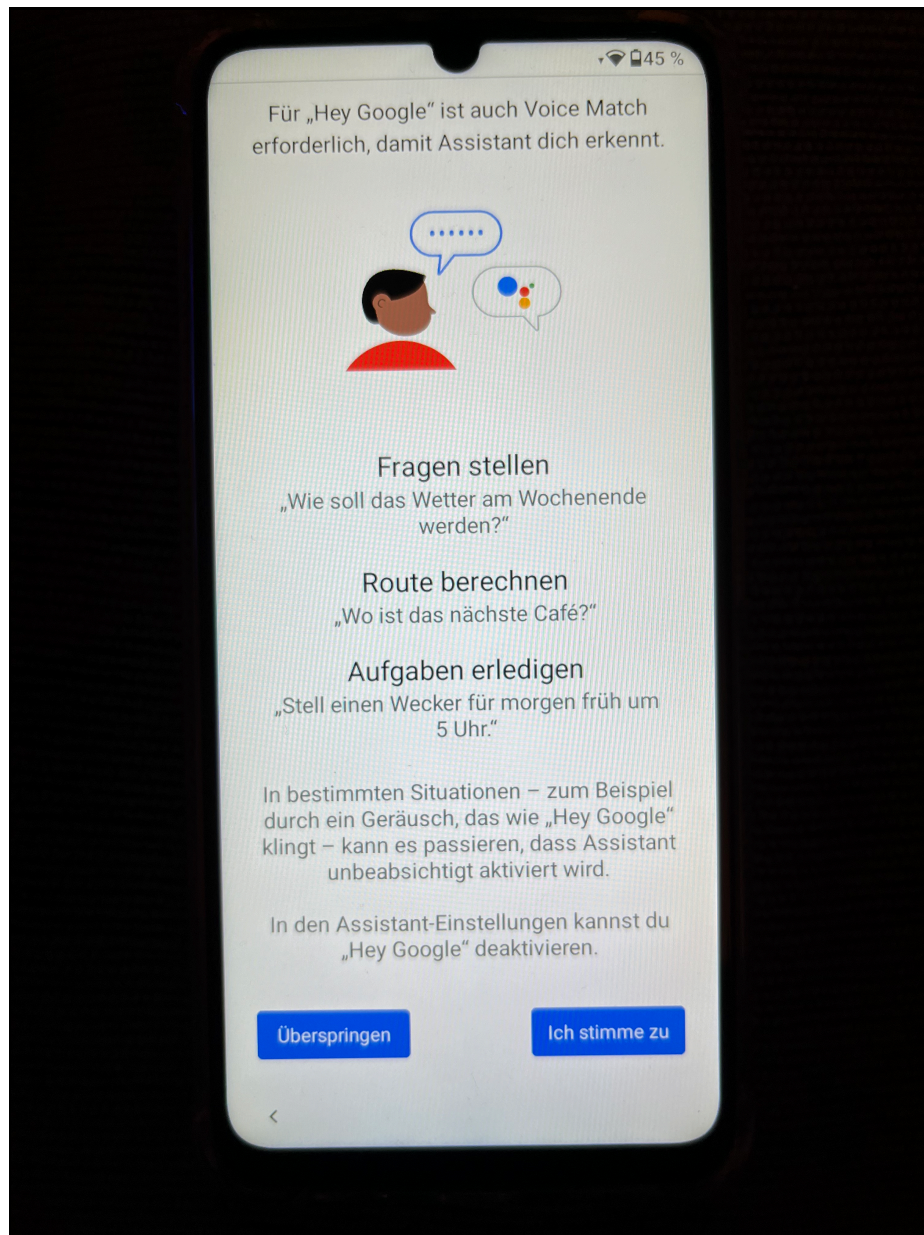 45 %
Für „Hey Google“ ist auch Voice Match
erforderlich, damit Assistant dich erkennt.
Fragen stellen
„Wie soll das Wetter am Wochenende
werden?“
Route berechnen
„Wo ist das nächste Café?“
Aufgaben erledigen
„Stell einen Wecker für morgen früh um
5 Uhr.“
In bestimmten Situationen – zum Beispiel
durch ein Geräusch, das wie „Hey Google“
klingt – kann es passieren, dass Assistant
unbeabsichtigt aktiviert wird.
In den Assistant-Einstellungen kannst du
„Hey Google“ deaktivieren.
Überspringen
Ich stimme zu